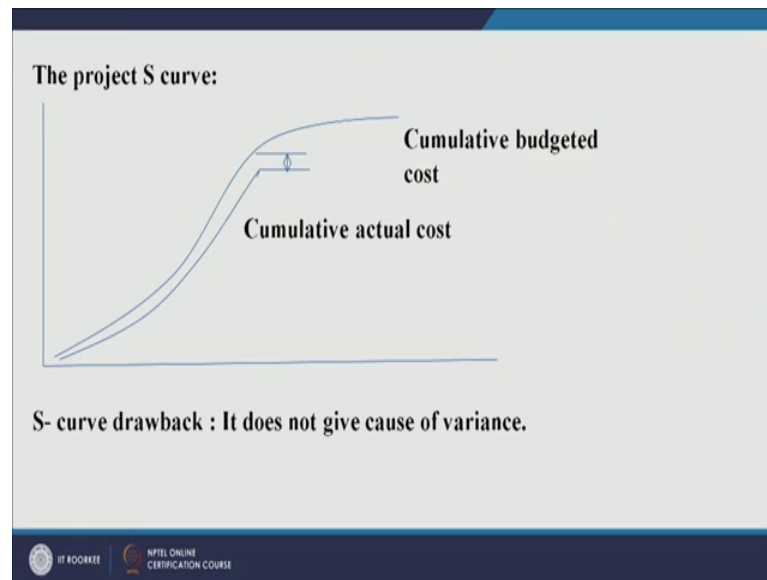 The project S curve:
Cumulative budgeted
cost
Cumulative actual cost
S- curve drawback : It does not give cause of variance.
IIT ROORKEE
NPTEL ONLINE
CERTIFICATION COURSE